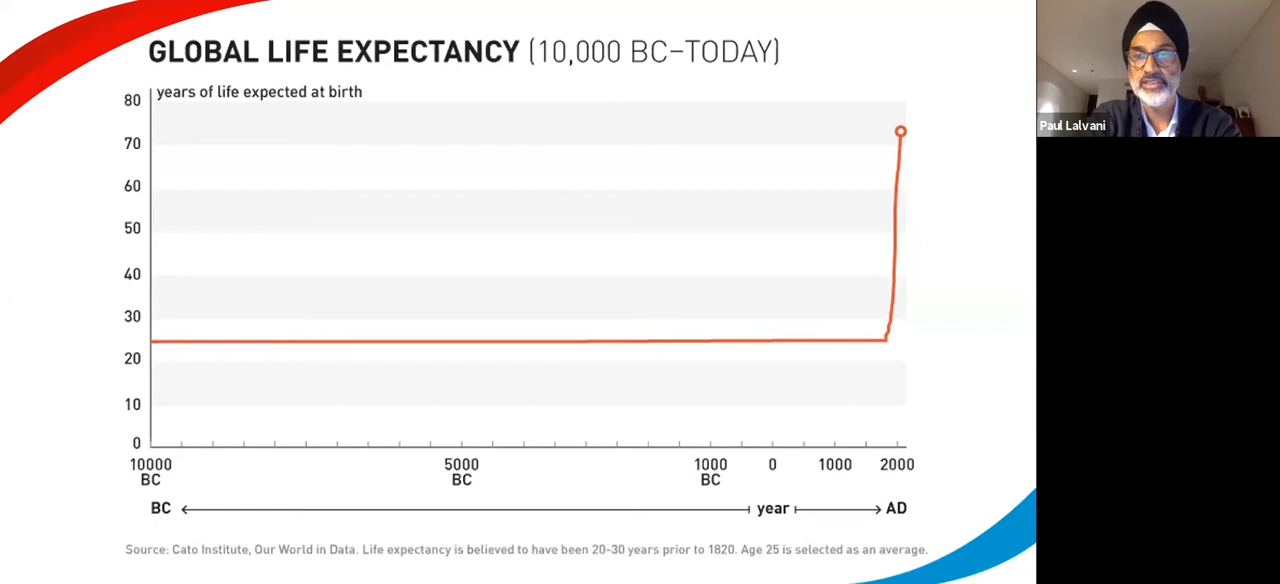 GLOBAL LIFE EXPECTANCY (10,000 BC–TODAY)
years of life expected at birth
80
70
60
50
40
30
20
10
0
10000 BC 5000 BC 1000 BC 0 1000 2000
BC year AD
Source: Cato Institute, Our World in Data. Life expectancy is believed to have been 20-30 years prior to 1820. Age 25 is selected as an average.
Paul Lalvani